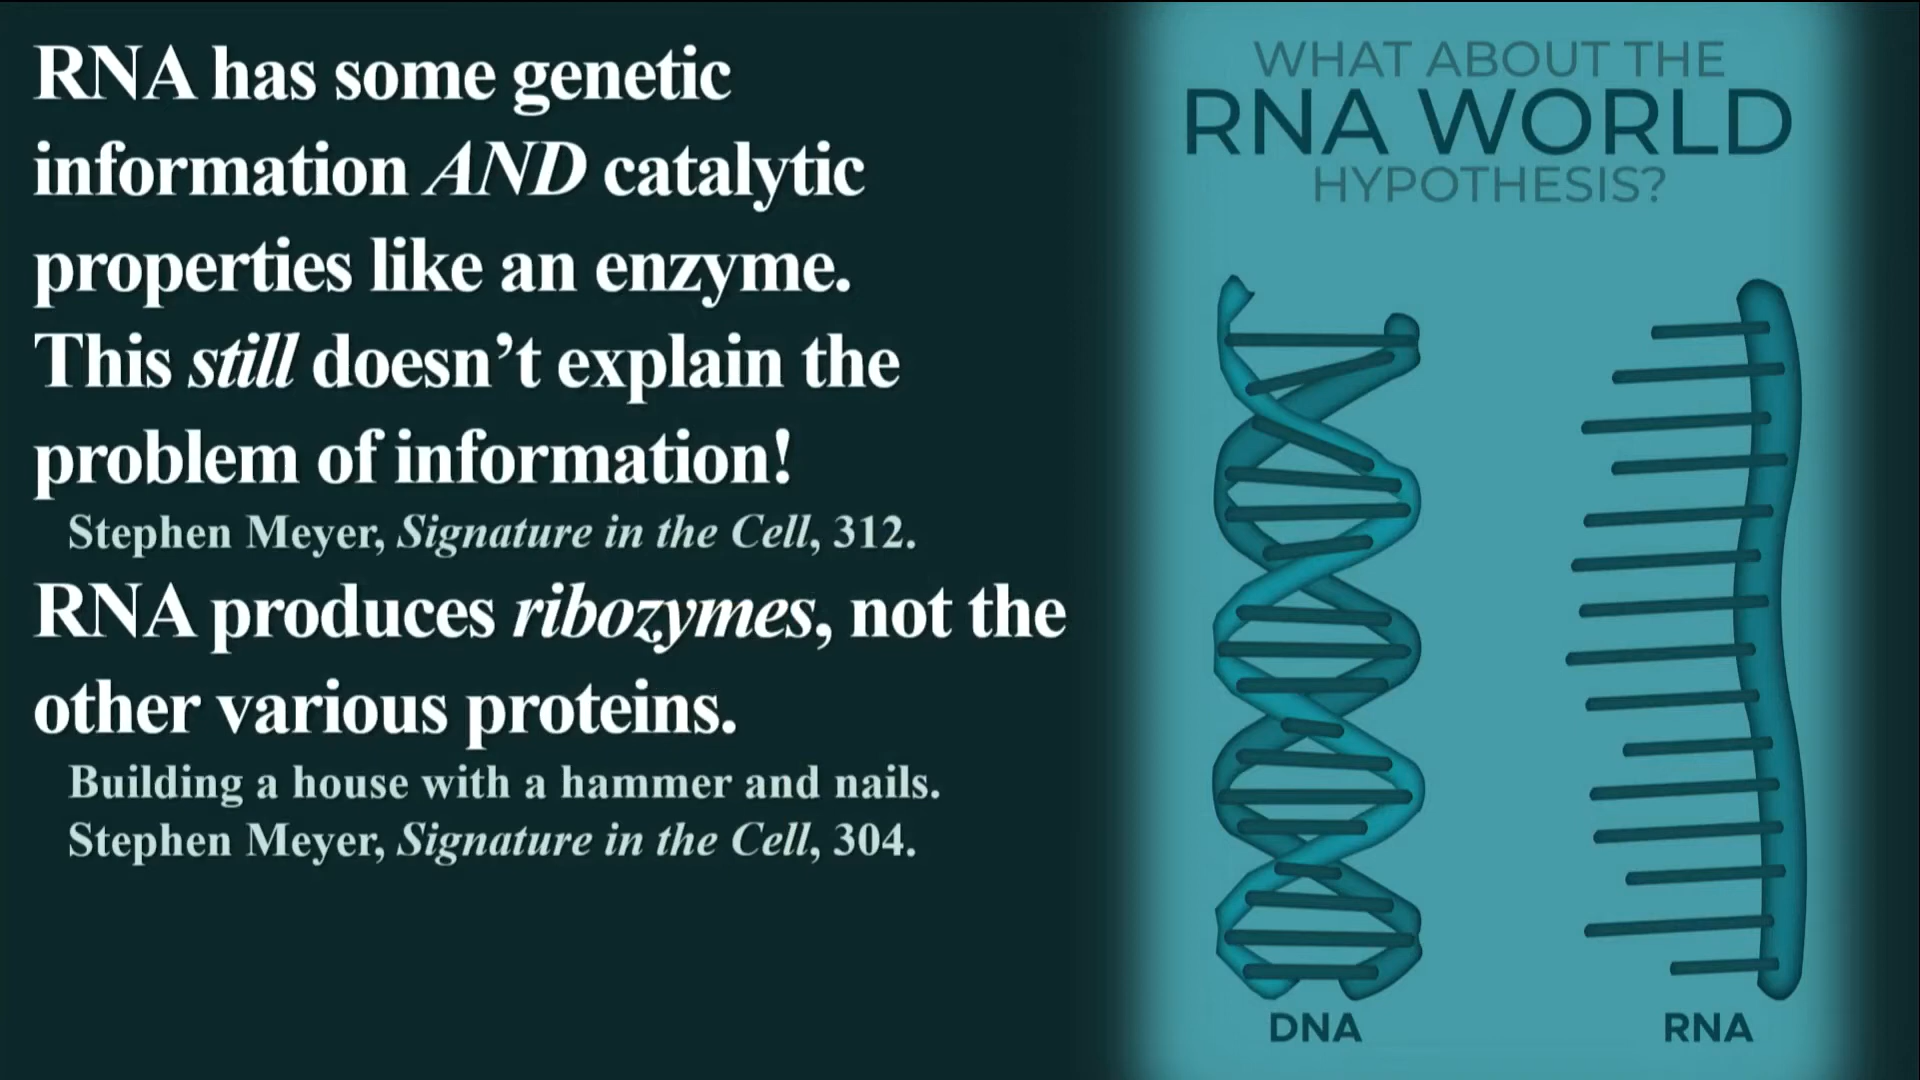 RNA has some genetic
information AND catalytic
properties like an enzyme.
This still doesn’t explain the
problem of information!
Stephen Meyer, Signature in the Cell, 312.
RNA produces ribozymes, not the
other various proteins.
Building a house with a hammer and nails.
Stephen Meyer, Signature in the Cell, 304.
WHAT ABOUT THE
RNA WORLD
HYPOTHESIS?
DNA
RNA